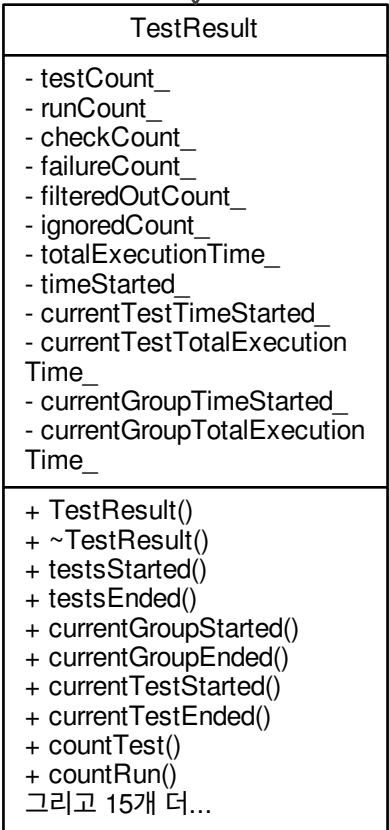 TestResult
- testCount_
- runCount_
- checkCount_
- failureCount_
- filteredOutCount_
- ignoredCount_
- totalExecutionTime_
- timeStarted_
- currentTestTimeStarted_
- currentTestTotalExecution
Time_
- currentGroupTimeStarted_
- currentGroupTotalExecution
Time_
+ TestResult()
+ ~TestResult()
+ testsStarted()
+ testsEnded()
+ currentGroupStarted()
+ currentGroupEnded()
+ currentTestStarted()
+ currentTestEnded()
+ countTest()
+ countRun()
그리고 15개 더...